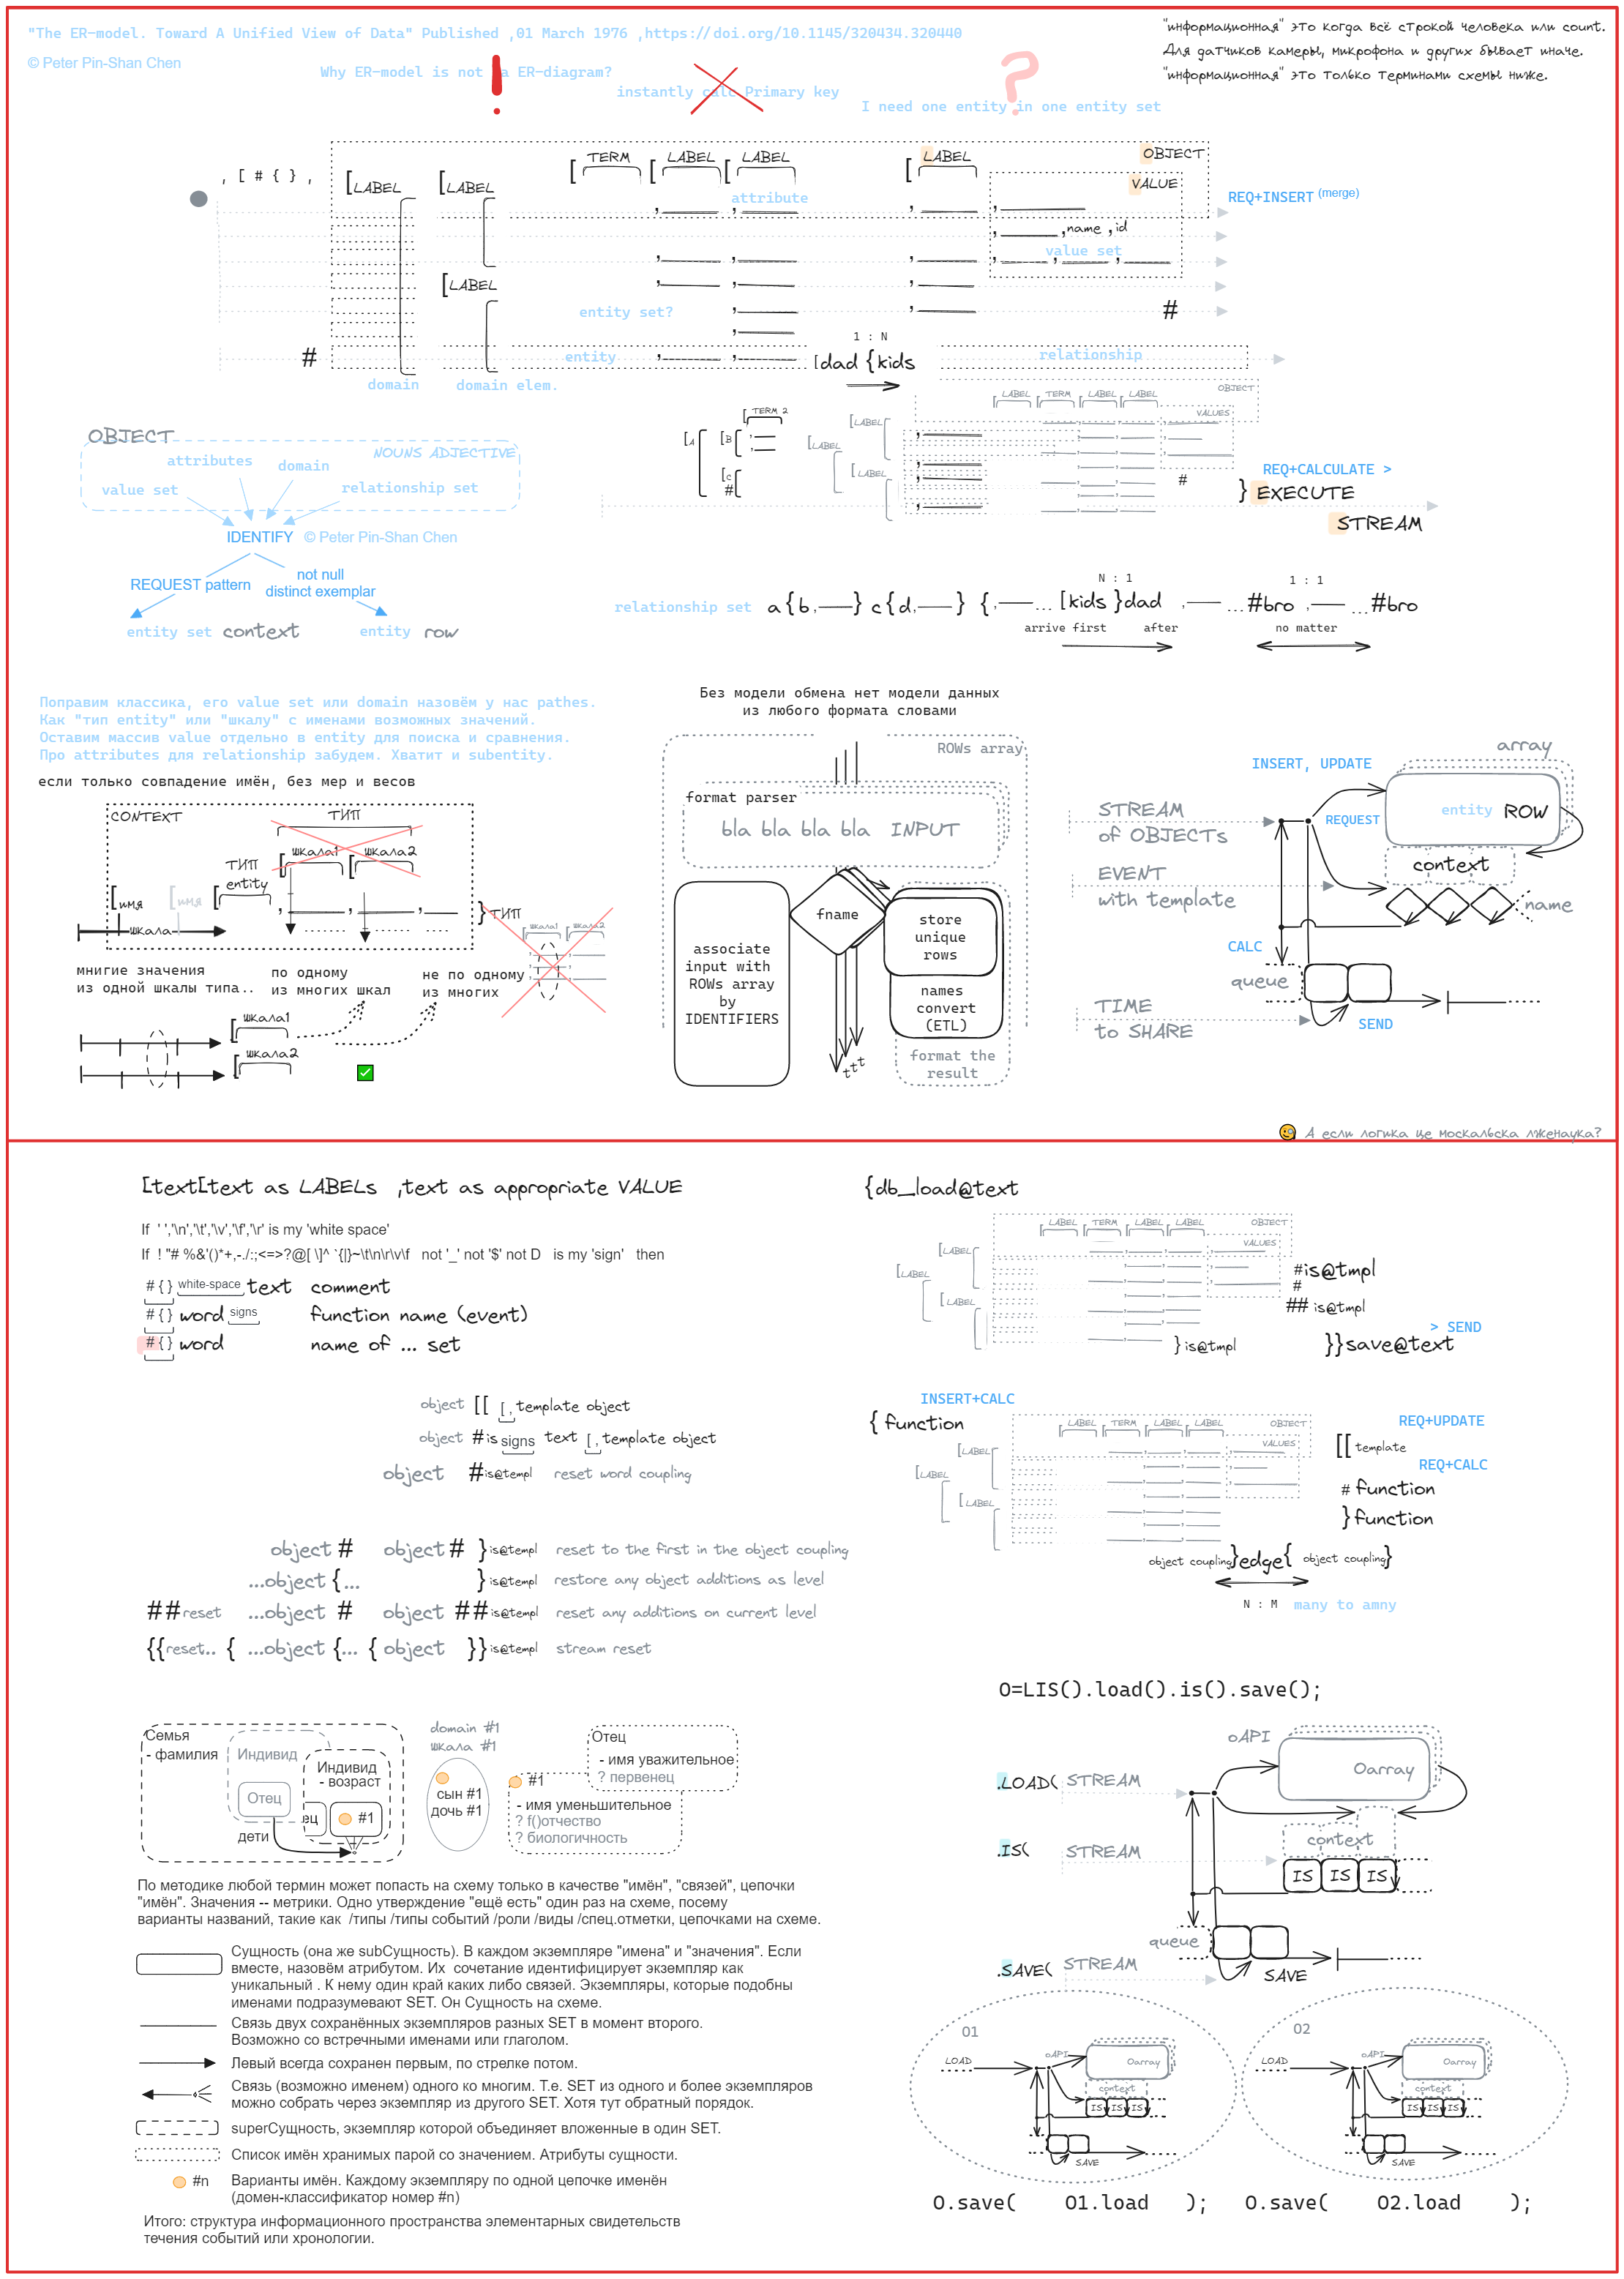 "The ER-model. Toward A Unified View of Data" Published ,01 March 1976 ,https://doi.org/10.1145/320434.320440
© Peter Pin-Shan Chen
Why ER-model is not a ER-diagram?
instantly calc Primary key
I need one entity in one entity set
"информационная" это когда всё строкой человека или count.
Для датчиков камеры, микрофона и других бывает иначе.
"информационная" это только терминами схемы ниже.
, [ # { } ,
[LABEL
[LABEL
[ TERM
[ LABEL
[ LABEL
[ LABEL
OBJECT
VALUE
attribute
REQ+INSERT (merge)
,name ,id
value set
[LABEL
entity set?
#
1 : N
#
entity
[dad {kids
relationship
domain
domain elem.
OBJECT
[LABEL [TERM [LABEL [LABEL
VALUES
[ TERM 2
[A [B
[C
#
[LABEL
[LABEL
[LABEL
#
REQ+CALCULATE >
} EXECUTE
STREAM
OBJECT
NOUNS ADJECTIVE
attributes
domain
value set
relationship set
IDENTIFY © Peter Pin-Shan Chen
REQUEST pattern
not null
distinct exemplar
entity set context
entity row
N : 1
1 : 1
relationship set a{b,___} c{d,___} {,___... [kids }dad ,___ ...#bro ,___ ...#bro
arrive first after
no matter
Поправим классика, его value set или domain назовём у нас pathes.
Как "тип entity" или "шкалу" с именами возможных значений.
Оставим массив value отдельно в entity для поиска и сравнения.
Про attributes для relationship забудем. Хватит и subentity.
если только совпадение имён, без мер и весов
CONTEXT
ТИП
[шкала1 [шкала2
ТИП
[entity
[имя [имя
шкала
}ТИП
[шкала1 [шкала2
многие значения
из одной шкалы типа..
по одному
из многих шкал
не по одному
из многих
[шкала1
[шкала2
Без модели обмена нет модели данных
из любого формата словами
ROWs array
format parser
bla bla bla bla INPUT
fname
associate
input with
ROWs array
by
IDENTIFIERS
store
unique
rows
names
convert
(ETL)
format the
result
t t t
array
INSERT, UPDATE
STREAM
of OBJECTs
REQUEST
entity ROW
context
EVENT
with template
name
CALC
queue
TIME
to SHARE
SEND
А если логика це москальска лженаука?
[text[text as LABELs ,text as appropriate VALUE
If ' ','\n','\t','\v','\f','\r' is my 'white space'
If ! "# %&'()*+,-./:;<=>?@[ \]^ `{|}~\t\n\r\v\f not '_' not '$' not D is my 'sign' then
# { } white-space text comment
# { } word signs function name (event)
# { } word name of ... set
object [[ [ , template object
object #is signs text [ , template object
object #is@templ reset word coupling
object # object # }is@templ reset to the first in the object coupling
...object {... }is@templ restore any object additions as level
##reset ...object # object ##is@templ reset any additions on current level
{{reset.. { ...object {... { object }}is@templ stream reset
{db_load@text
OBJECT
[LABEL [TERM [LABEL [LABEL
VALUES
[LABEL
[LABEL
[LABEL
#is@tmpl
#
## is@tmpl
> SEND
}is@tmpl
}}save@text
INSERT+CALC
{ function
OBJECT
[LABEL [TERM [LABEL [LABEL
VALUES
[LABEL
[LABEL
[LABEL
REQ+UPDATE
[[ template
REQ+CALC
# function
}function
object coupling}edge{ object coupling}
N : M many to amny
O=LIS().load().is().save();
Семья
- фамилия
Индивид
Индивид
- возраст
Отец
ец
#1
дети
domain #1
шкала #1
сын #1
дочь #1
Отец
- имя уважительное
? первенец
#1
- имя уменьшительное
? f()отчество
? биологичность
По методике любой термин может попасть на схему только в качестве "имён", "связей", цепочки
"имён". Значения -- метрики. Одно утверждение "ещё есть" один раз на схеме, посему
варианты названий, такие как /типы /типы событий /роли /виды /спец.отметки, цепочками на схеме.
Сущность (она же subСущность). В каждом экземпляре "имена" и "значения". Если
вместе, назовём атрибутом. Их сочетание идентифицирует экземпляр как
уникальный . К нему один край каких либо связей. Экземпляры, которые подобны
именами подразумевают SET. Он Сущность на схеме.
Связь двух сохранённых экземпляров разных SET в момент второго.
Возможно со встречными именами или глаголом.
Левый всегда сохранен первым, по стрелке потом.
Связь (возможно именем) одного ко многим. Т.е. SET из одного и более экземпляров
можно собрать через экземпляр из другого SET. Хотя тут обратный порядок.
superСущность, экземпляр которой объединяет вложенные в один SET.
Список имён хранимых парой со значением. Атрибуты сущности.
#n Варианты имён. Каждому экземпляру по одной цепочке именён
(домен-классификатор номер #n)
Итого: структура информационного пространства элементарных свидетельств
течения событий или хронологии.
oAPI
Oarray
.LOAD( STREAM
context
.IS( STREAM
IS IS IS
queue
.SAVE( STREAM
SAVE
O1
LOAD
oAPI
Oarray
context
IS IS IS
SAVE
O2
LOAD
oAPI
Oarray
context
IS IS IS
SAVE
O.save( O1.load );
O.save( O2.load );